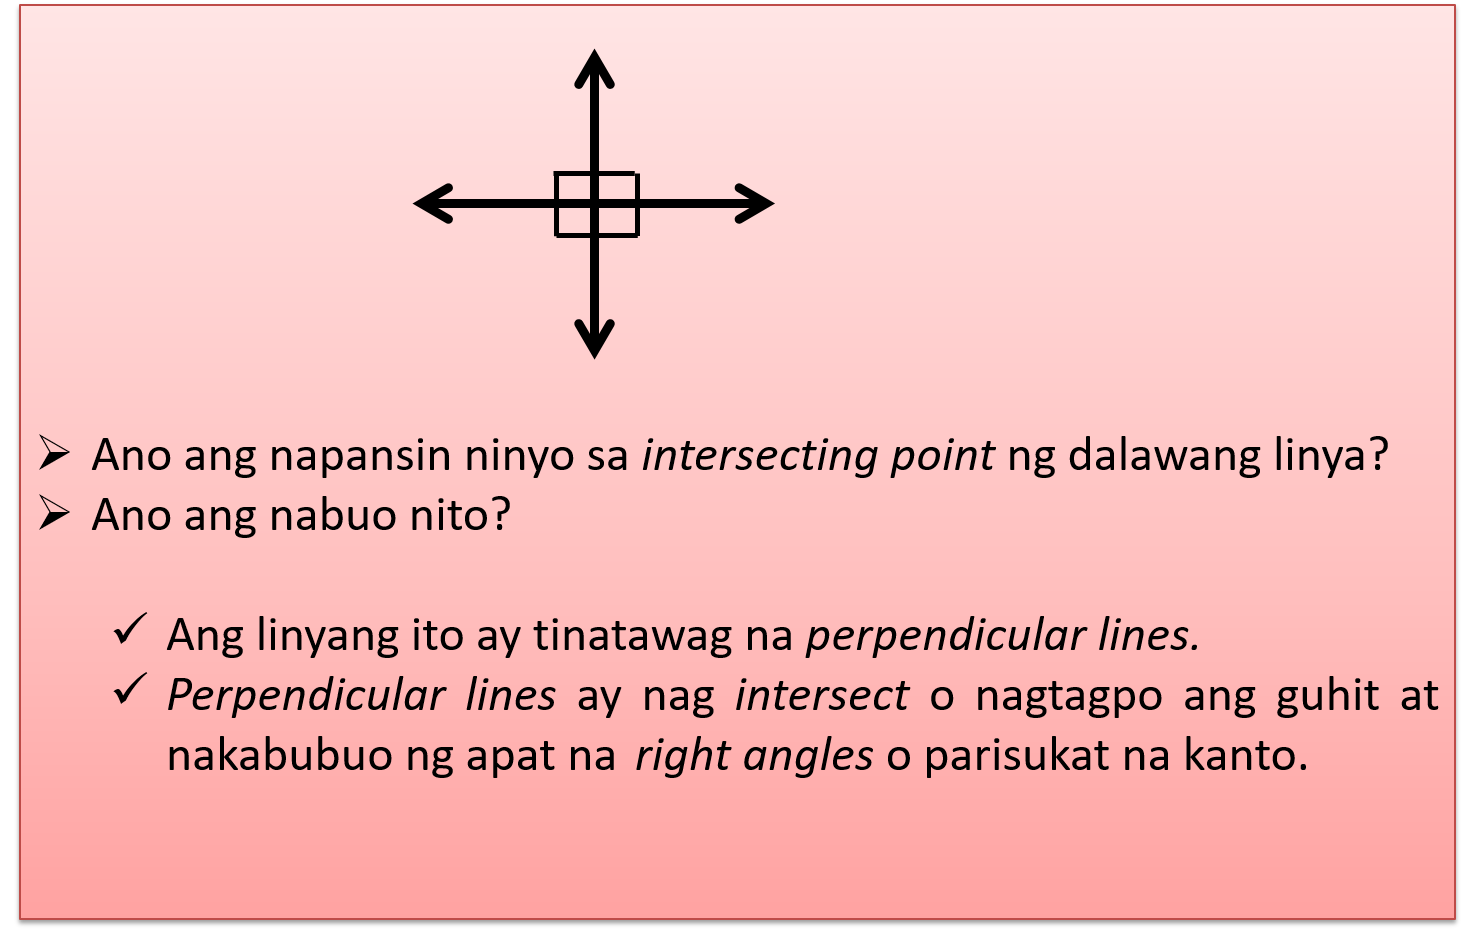 ➢ Ano ang napansin ninyo sa intersecting point ng dalawang linya?
➢ Ano ang nabuo nito?
✓ Ang linyang ito ay tinatawag na perpendicular lines.
✓ Perpendicular lines ay nag intersect o nagtagpo ang guhit at
nakabubuo ng apat na right angles o parisukat na kanto.